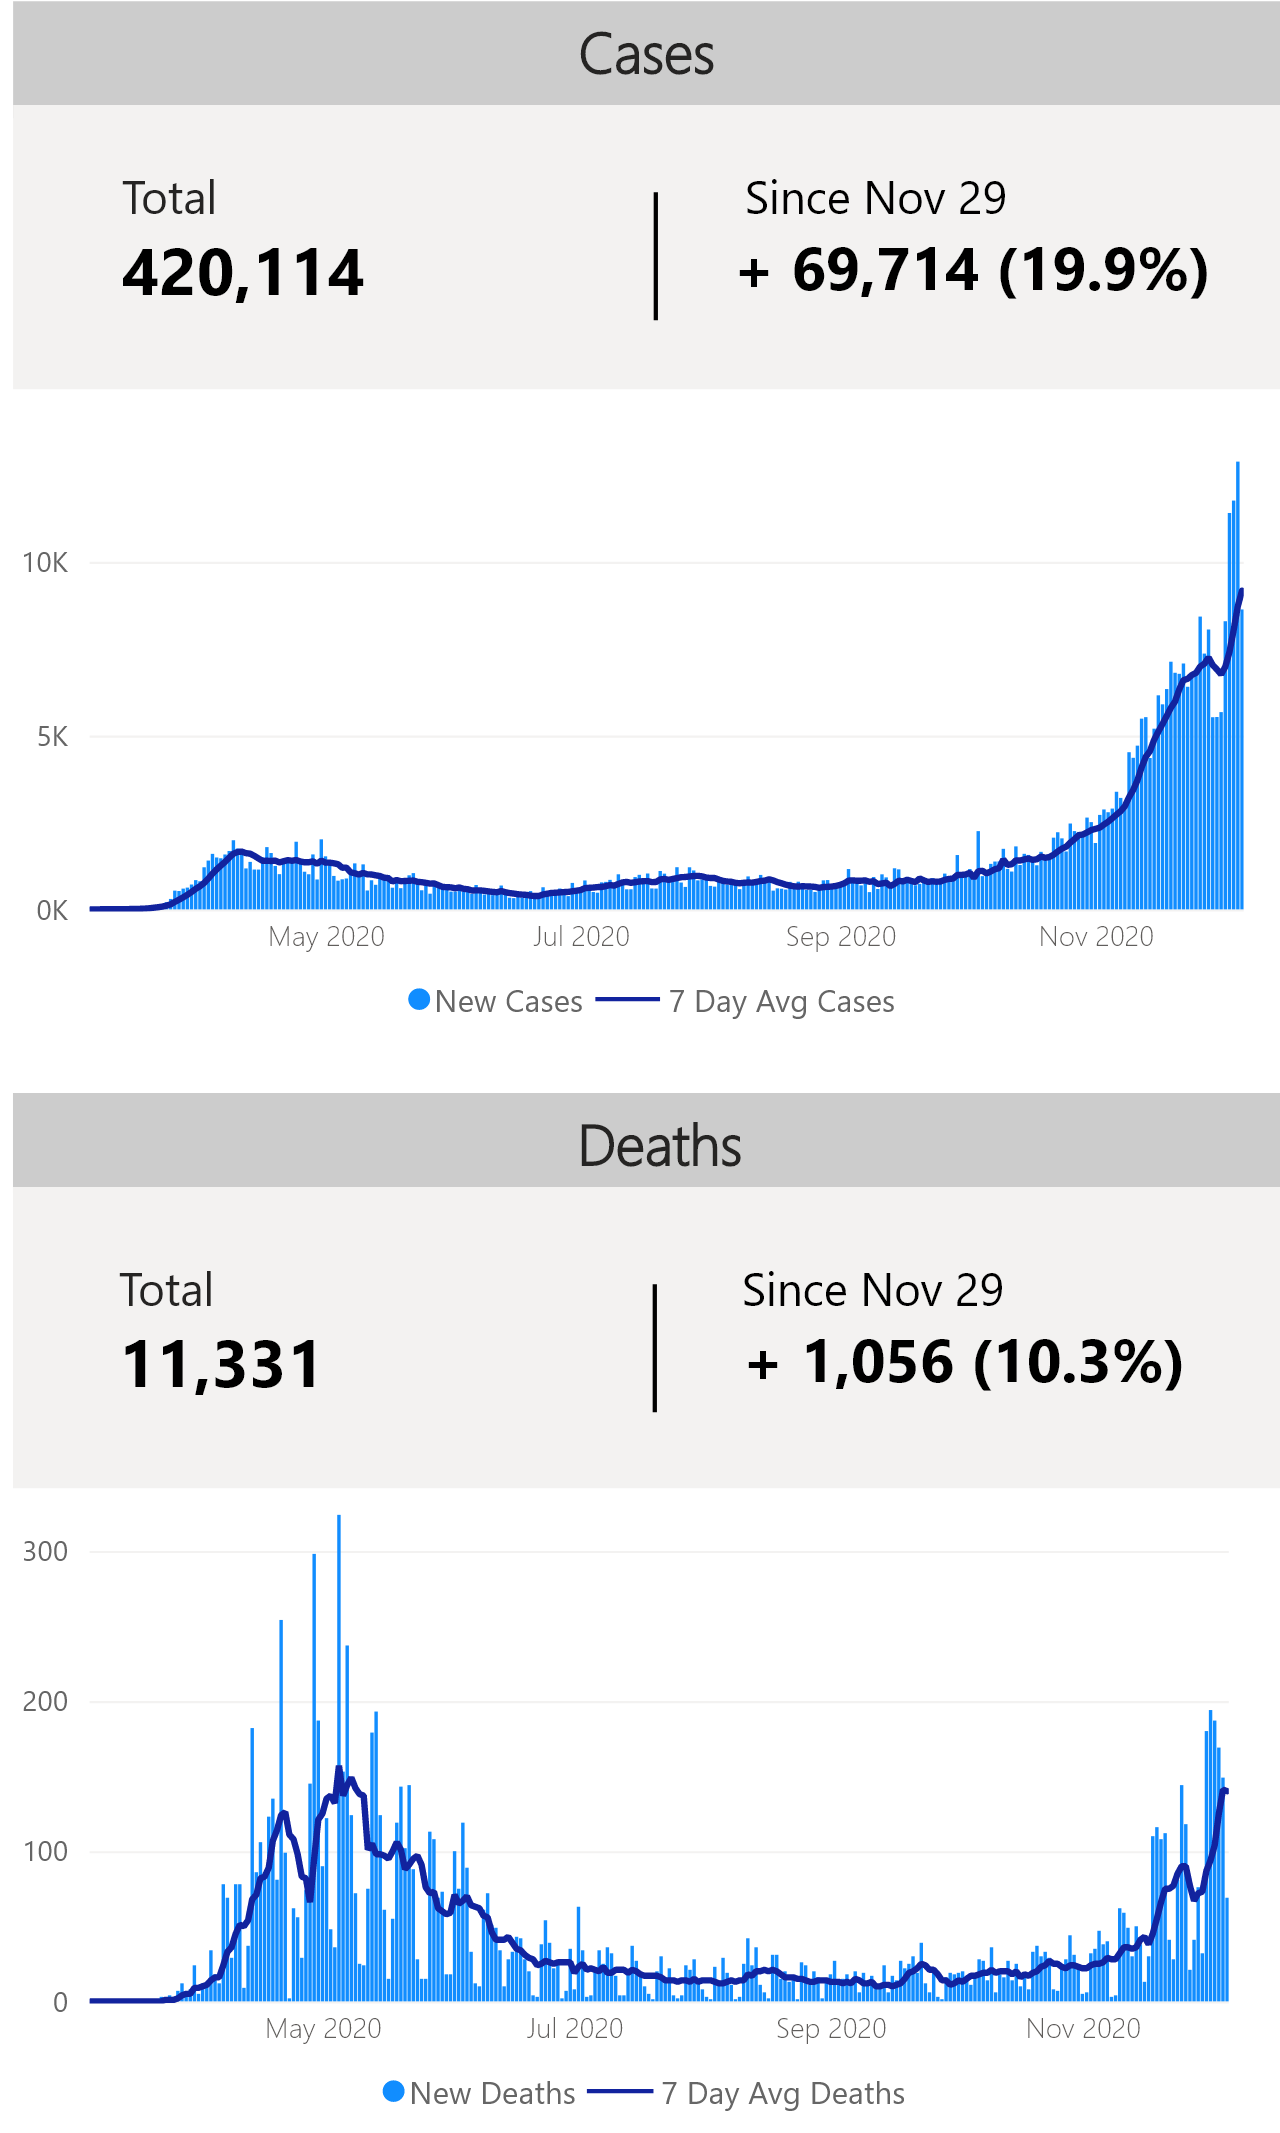 Cases
Total
Since Nov 29
420,114
+ 69,714 (19.9%)
10K
5K
0K
May 2020
Jul 2020
Sep 2020
Nov 2020
New Cases
7 Day Avg Cases
Deaths
Total
Since Nov 29
11,331
+ 1,056 (10.3%)
300
200
100
0
May 2020
Jul 2020
Sep 2020
Nov 2020
New Deaths
7 Day Avg Deaths